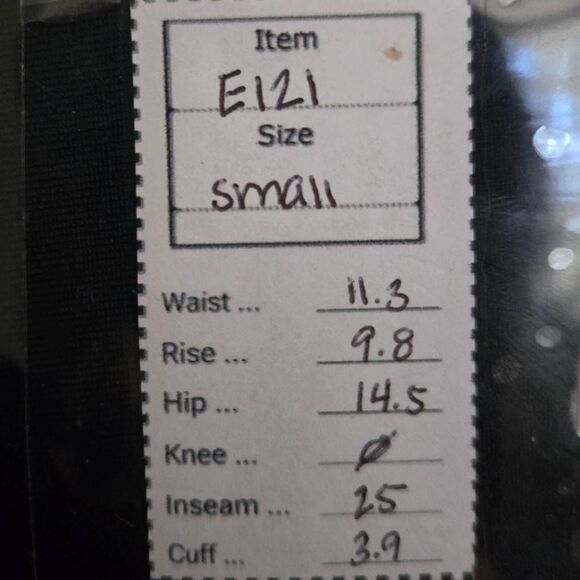 Item
E121
Size
small
Waist ... 11.3
Rise ... 9.8
Hip ... 14.5
Knee ... Ø
Inseam ... 25
Cuff ... 3.9